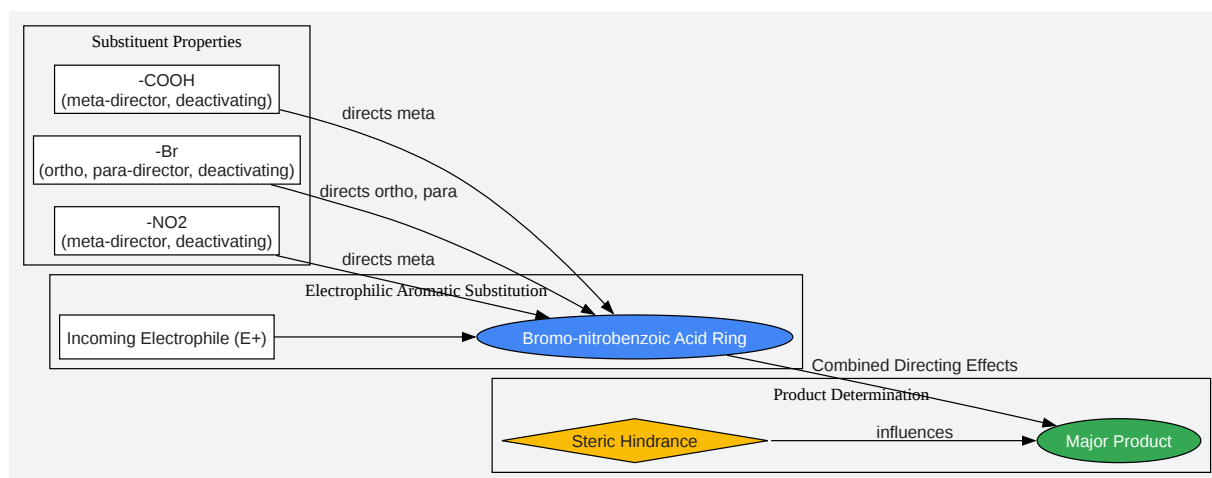 Substituent Properties
-COOH
(meta-director, deactivating)
directs meta
-Br
(ortho, para-director, deactivating)
directs ortho, para
-NO2
(meta-director, deactivating)
directs meta
Electrophilic Aromatic Substitution
Incoming Electrophile (E+)
Bromo-nitrobenzoic Acid Ring
Combined Directing Effects
Product Determination
Steric Hindrance
influences
Major Product